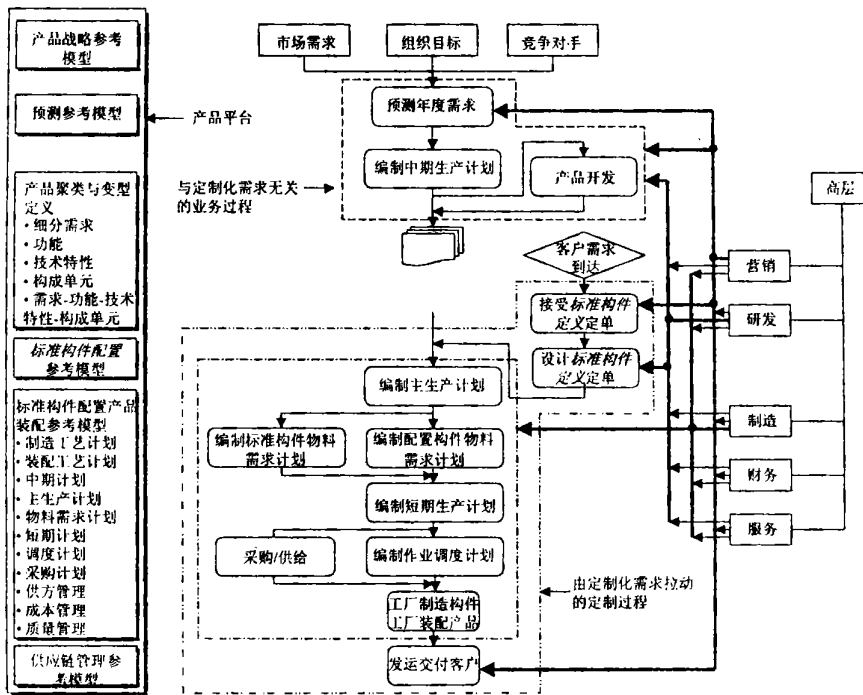 产品战略参考
模型
预测参考模型
产品聚类与变型
定义
• 细分需求
• 功能
• 技术特性
• 构成单元
• 需求-功能-技术
特性-构成单元
标准构件配置
参考模型
标准构件配置产品
装配参考模型
• 制造工艺计划
• 装配工艺计划
• 中期计划
• 主生产计划
• 物料需求计划
• 短期计划
• 调度计划
• 采购计划
• 供方管理
• 成本管理
• 质量管理
供应链管理参
考模型
产品平台
与定制化需求无关
的业务过程
市场需求
组织目标
竞争对手
预测年度需求
编制中期生产计划
产品开发
客户需求
到达
接受标准构件
定义定单
设计标准构件
定义定单
编制主生产计划
编制标准构件物料
需求计划
编制配置构件物料
需求计划
编制短期生产计划
采购/供给
编制作业调度计划
工厂制造构件
工厂装配产品
发运交付客户
由定制化需求拉动
的定制过程
高层
营销
研发
制造
财务
服务